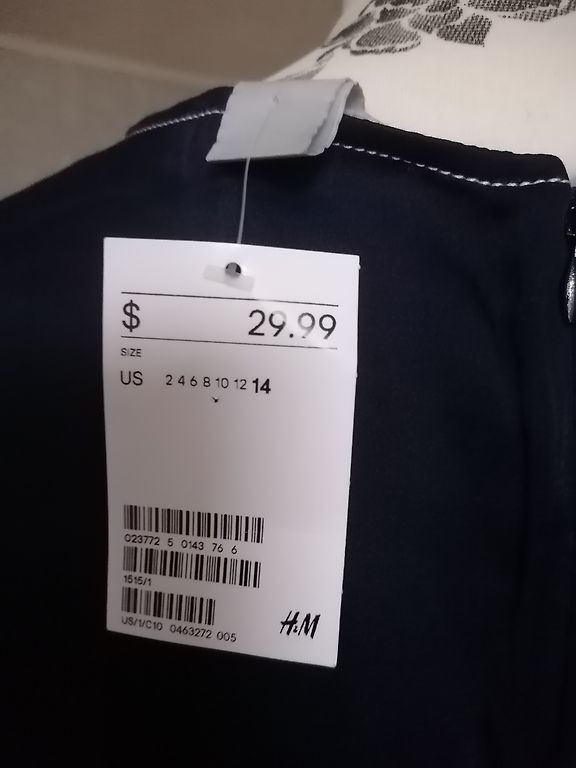 $ 29.99
SIZE
US 2 4 6 8 10 12 14
023772 5 0143 76 6
1515/1
US/1/C10 0463272 005
H&M